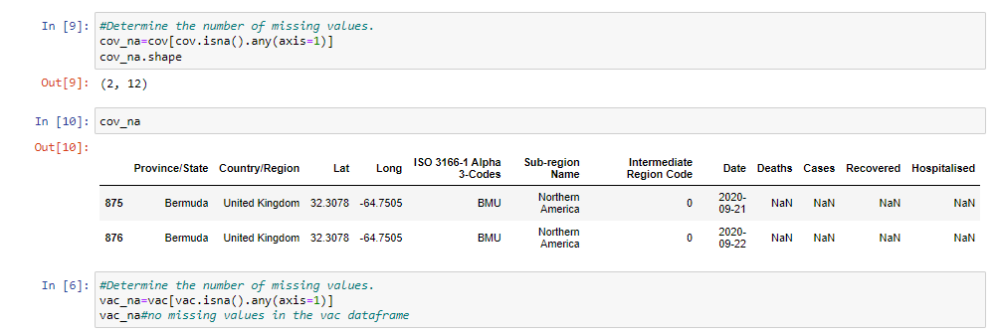 In [9]: #Determine the number of missing values.
cov_na=cov[cov.isna().any(axis=1)]
cov_na.shape
Out[9]: (2, 12)
In [10]: cov_na
Out[10]:
Province/State Country/Region Lat Long ISO 3166-1 Alpha 3-Codes Sub-region Name Intermediate Region Code Date Deaths Cases Recovered Hospitalised
875 Bermuda United Kingdom 32.3078 -64.7505 BMU Northern America 0 2020-09-21 NaN NaN NaN NaN
876 Bermuda United Kingdom 32.3078 -64.7505 BMU Northern America 0 2020-09-22 NaN NaN NaN NaN
In [6]: #Determine the number of missing values.
vac_na=vac[vac.isna().any(axis=1)]
vac_na#no missing values in the vac dataframe